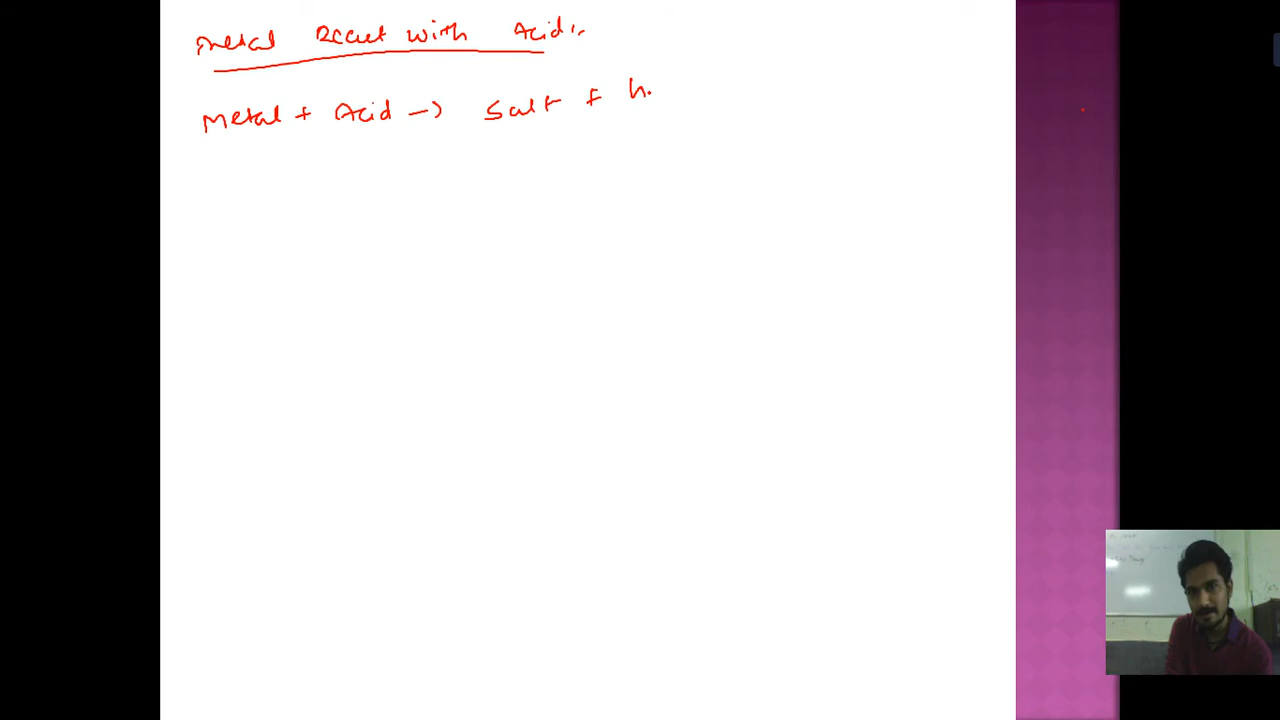 Metal React with Acid:.
Metal + Acid → Salt + h.